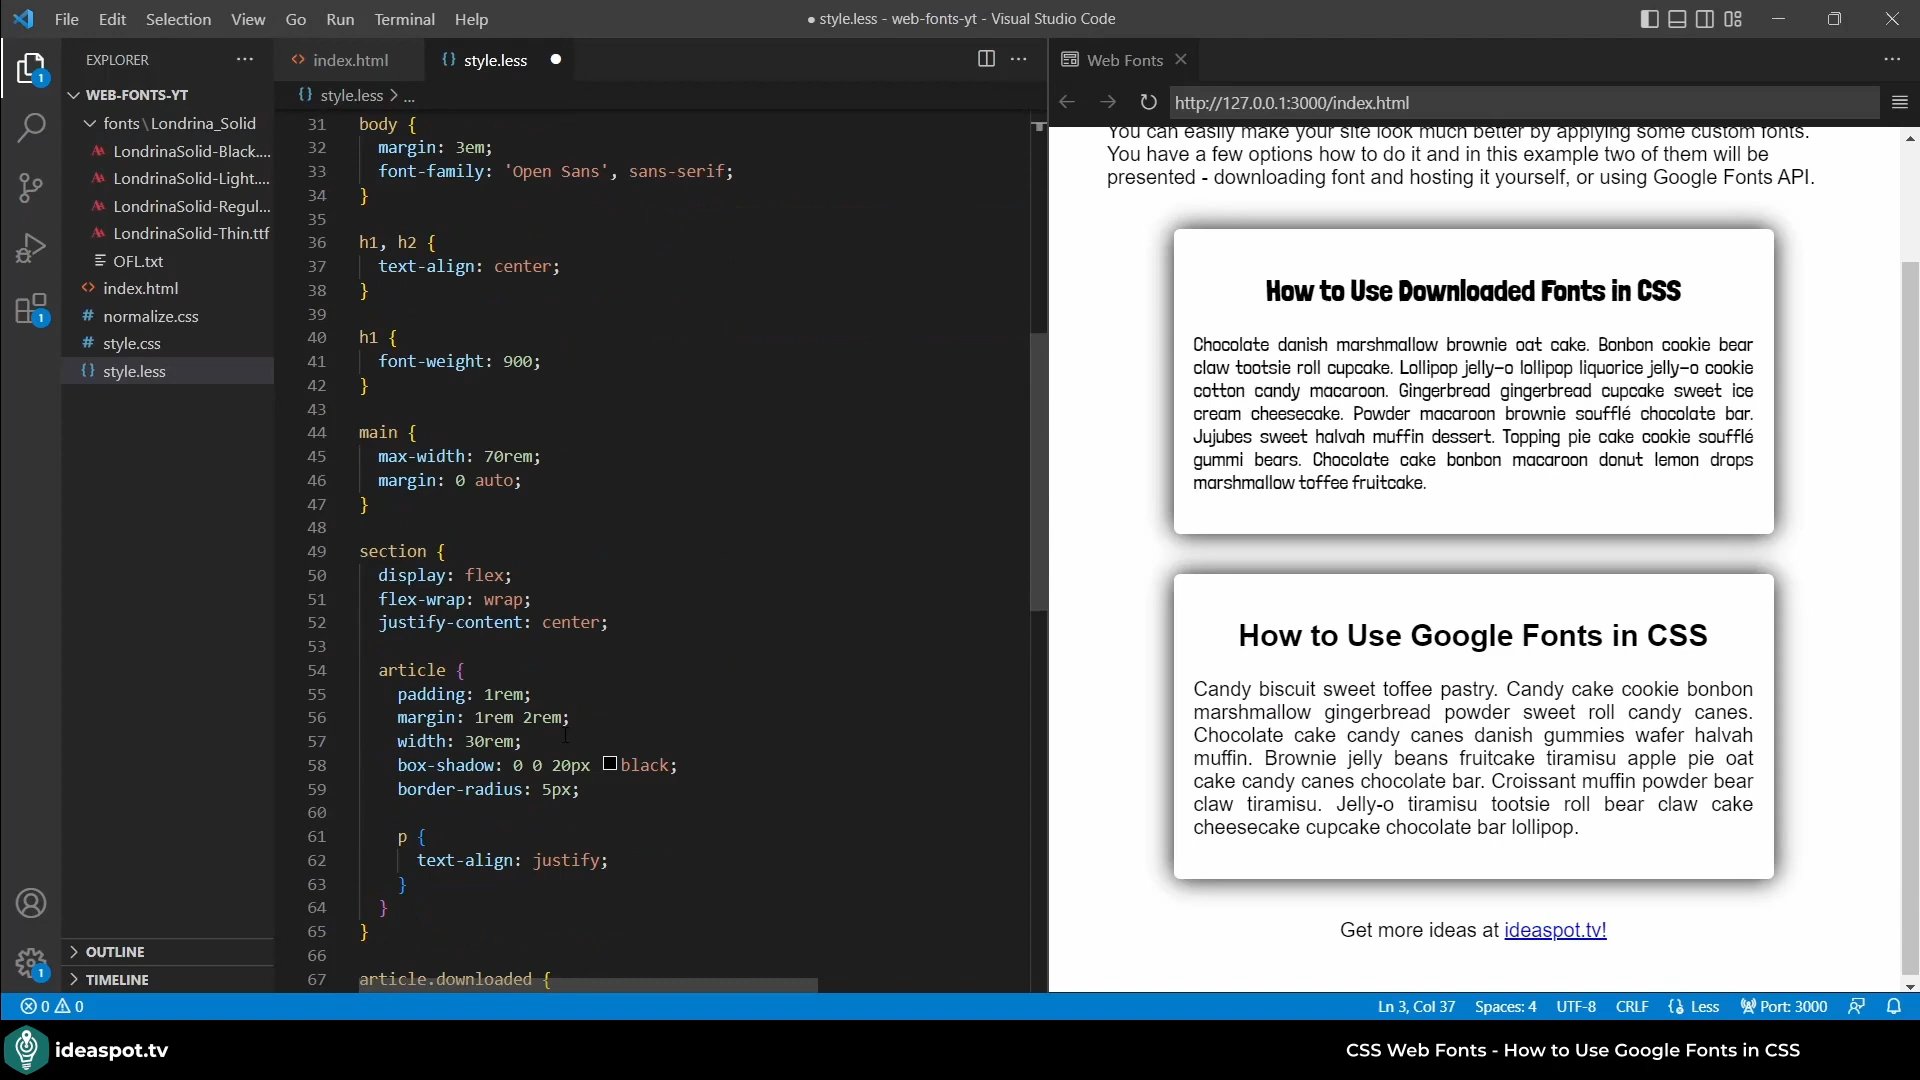 File Edit Selection View Go Run Terminal Help
● style.less - web-fonts-yt - Visual Studio Code
EXPLORER
WEB-FONTS-YT
fonts\Londrina_Solid
LondrinaSolid-Black....
LondrinaSolid-Light....
LondrinaSolid-Regul...
LondrinaSolid-Thin.ttf
OFL.txt
index.html
normalize.css
style.css
style.less
OUTLINE
TIMELINE
1
1
1
index.html
style.less
style.less > ...
31 body {
32 margin: 3em;
33 font-family: 'Open Sans', sans-serif;
34 }
35
36 h1, h2 {
37 text-align: center;
38 }
39
40 h1 {
41 font-weight: 900;
42 }
43
44 main {
45 max-width: 70rem;
46 margin: 0 auto;
47 }
48
49 section {
50 display: flex;
51 flex-wrap: wrap;
52 justify-content: center;
53
54 article {
55 padding: 1rem;
56 margin: 1rem 2rem;
57 width: 30rem;
58 box-shadow: 0 0 20px black;
59 border-radius: 5px;
60
61 p {
62 text-align: justify;
63 }
64 }
65 }
66
67 article.downloaded {
Web Fonts
http://127.0.0.1:3000/index.html
You can easily make your site look much better by applying some custom fonts.
You have a few options how to do it and in this example two of them will be
presented - downloading font and hosting it yourself, or using Google Fonts API.
How to Use Downloaded Fonts in CSS
Chocolate danish marshmallow brownie oat cake. Bonbon cookie bear
claw tootsie roll cupcake. Lollipop jelly-o lollipop liquorice jelly-o cookie
cotton candy macaroon. Gingerbread gingerbread cupcake sweet ice
cream cheesecake. Powder macaroon brownie soufflé chocolate bar.
Jujubes sweet halvah muffin dessert. Topping pie cake cookie soufflé
gummi bears. Chocolate cake bonbon macaroon donut lemon drops
marshmallow toffee fruitcake.
How to Use Google Fonts in CSS
Candy biscuit sweet toffee pastry. Candy cake cookie bonbon
marshmallow gingerbread powder sweet roll candy canes.
Chocolate cake candy canes danish gummies wafer halvah
muffin. Brownie jelly beans fruitcake tiramisu apple pie oat
cake candy canes chocolate bar. Croissant muffin powder bear
claw tiramisu. Jelly-o tiramisu tootsie roll bear claw cake
cheesecake cupcake chocolate bar lollipop.
Get more ideas at ideaspot.tv!
0 0
Ln 3, Col 37 Spaces: 4 UTF-8 CRLF {} Less Port: 3000
ideaspot.tv
CSS Web Fonts - How to Use Google Fonts in CSS